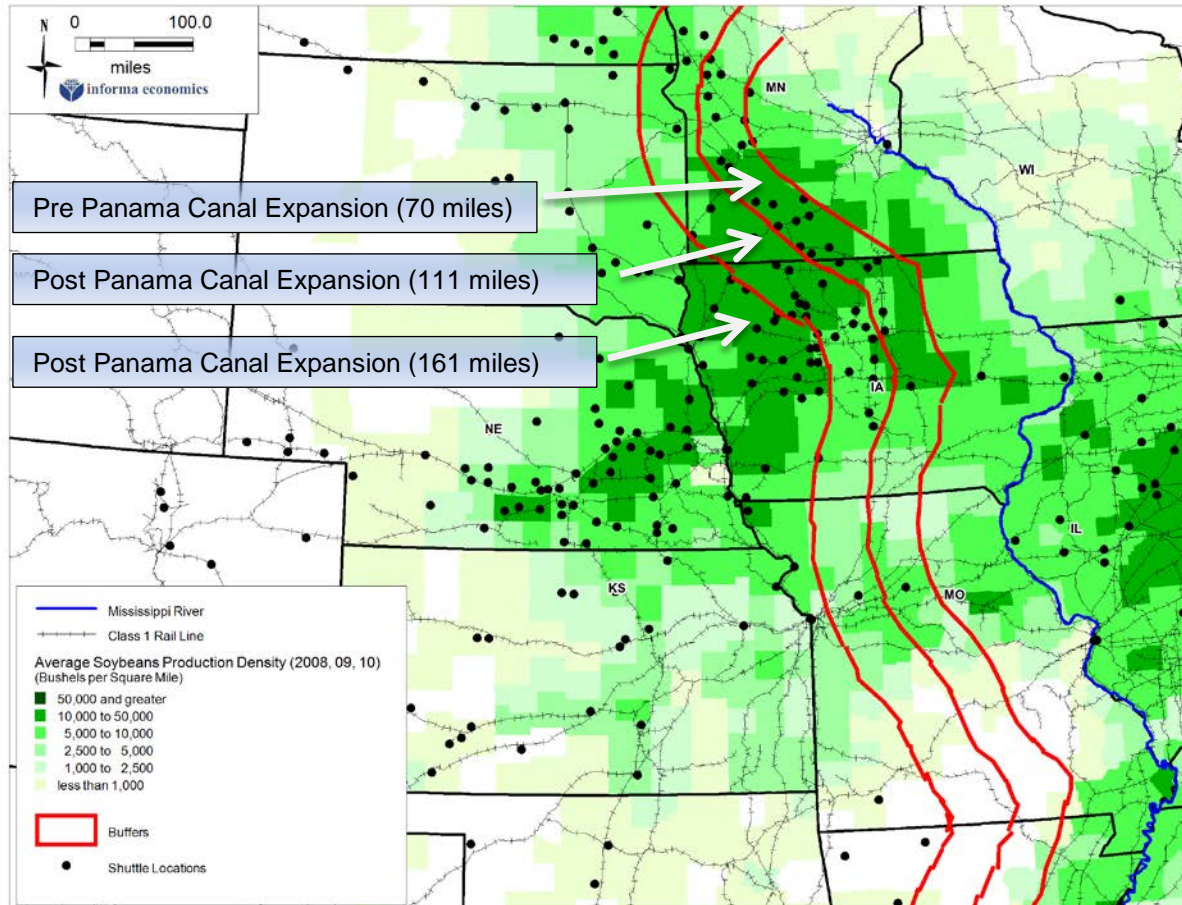 0 100.0
N
miles
informa economics
MN
WI
Pre Panama Canal Expansion (70 miles)
Post Panama Canal Expansion (111 miles)
Post Panama Canal Expansion (161 miles)
IA
NE
IL
KS
MO
Mississippi River
Class 1 Rail Line
Average Soybeans Production Density (2008, 09, 10)
(Bushels per Square Mile)
50,000 and greater
10,000 to 50,000
5,000 to 10,000
2,500 to 5,000
1,000 to 2,500
less than 1,000
Buffers
Shuttle Locations